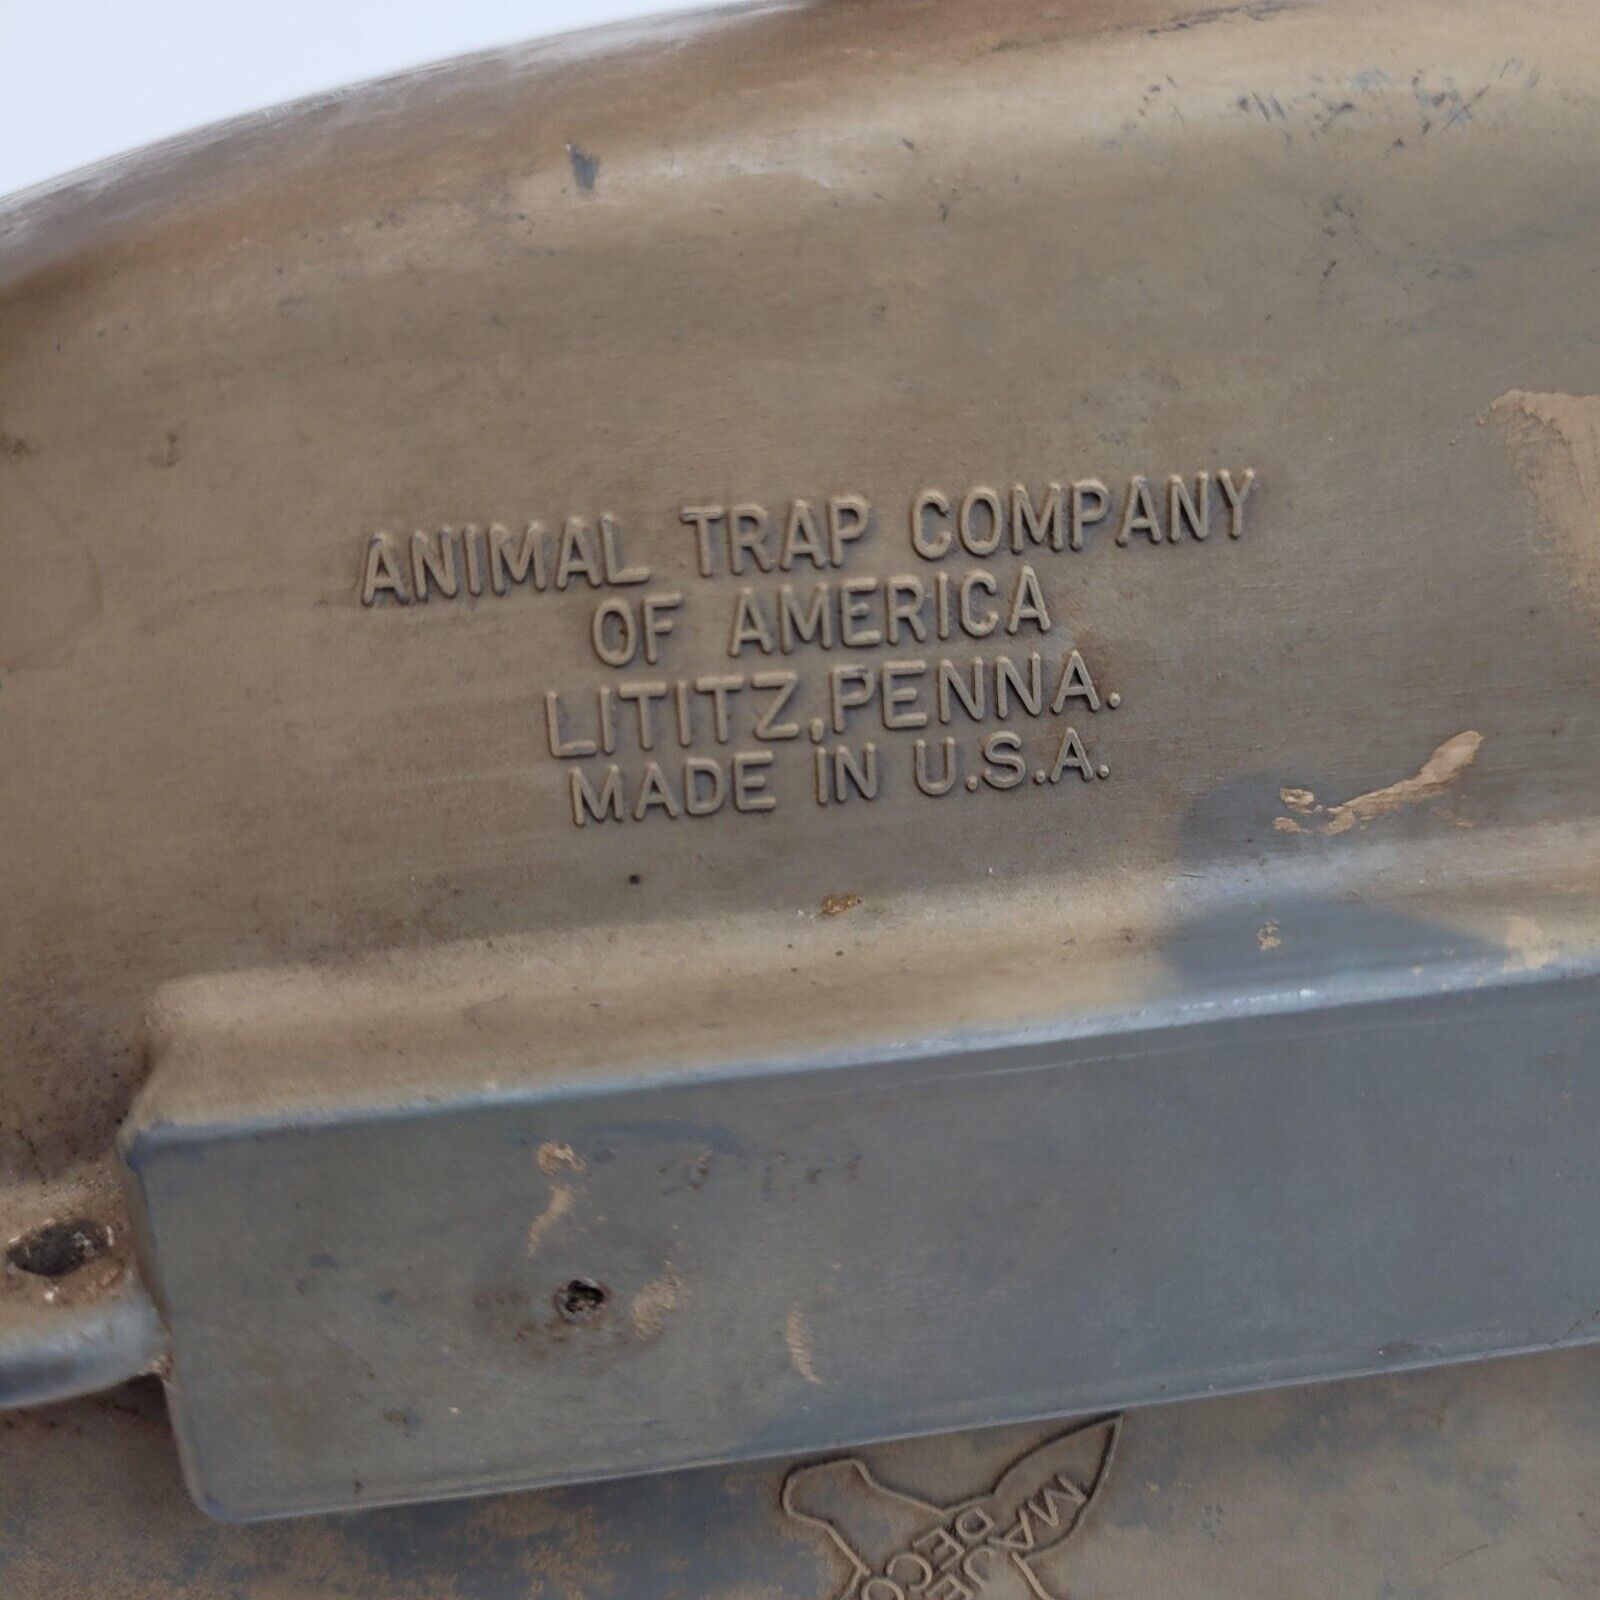 ANIMAL TRAP COMPANY
OF AMERICA
LITITZ, PENNA.
MADE IN U.S.A.